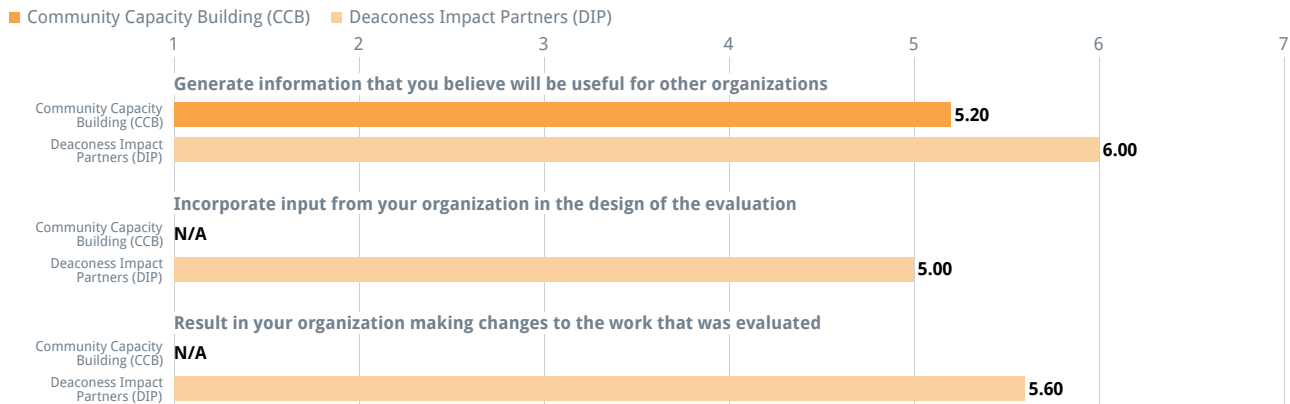 Community Capacity Building (CCB) Deaconess Impact Partners (DIP)
1 2 3 4 5 6 7
Generate information that you believe will be useful for other organizations
Community Capacity
Building (CCB)
5.20
Deaconess Impact
Partners (DIP)
6.00
Incorporate input from your organization in the design of the evaluation
Community Capacity
Building (CCB)
N/A
Deaconess Impact
Partners (DIP)
5.00
Result in your organization making changes to the work that was evaluated
Community Capacity
Building (CCB)
N/A
Deaconess Impact
Partners (DIP)
5.60